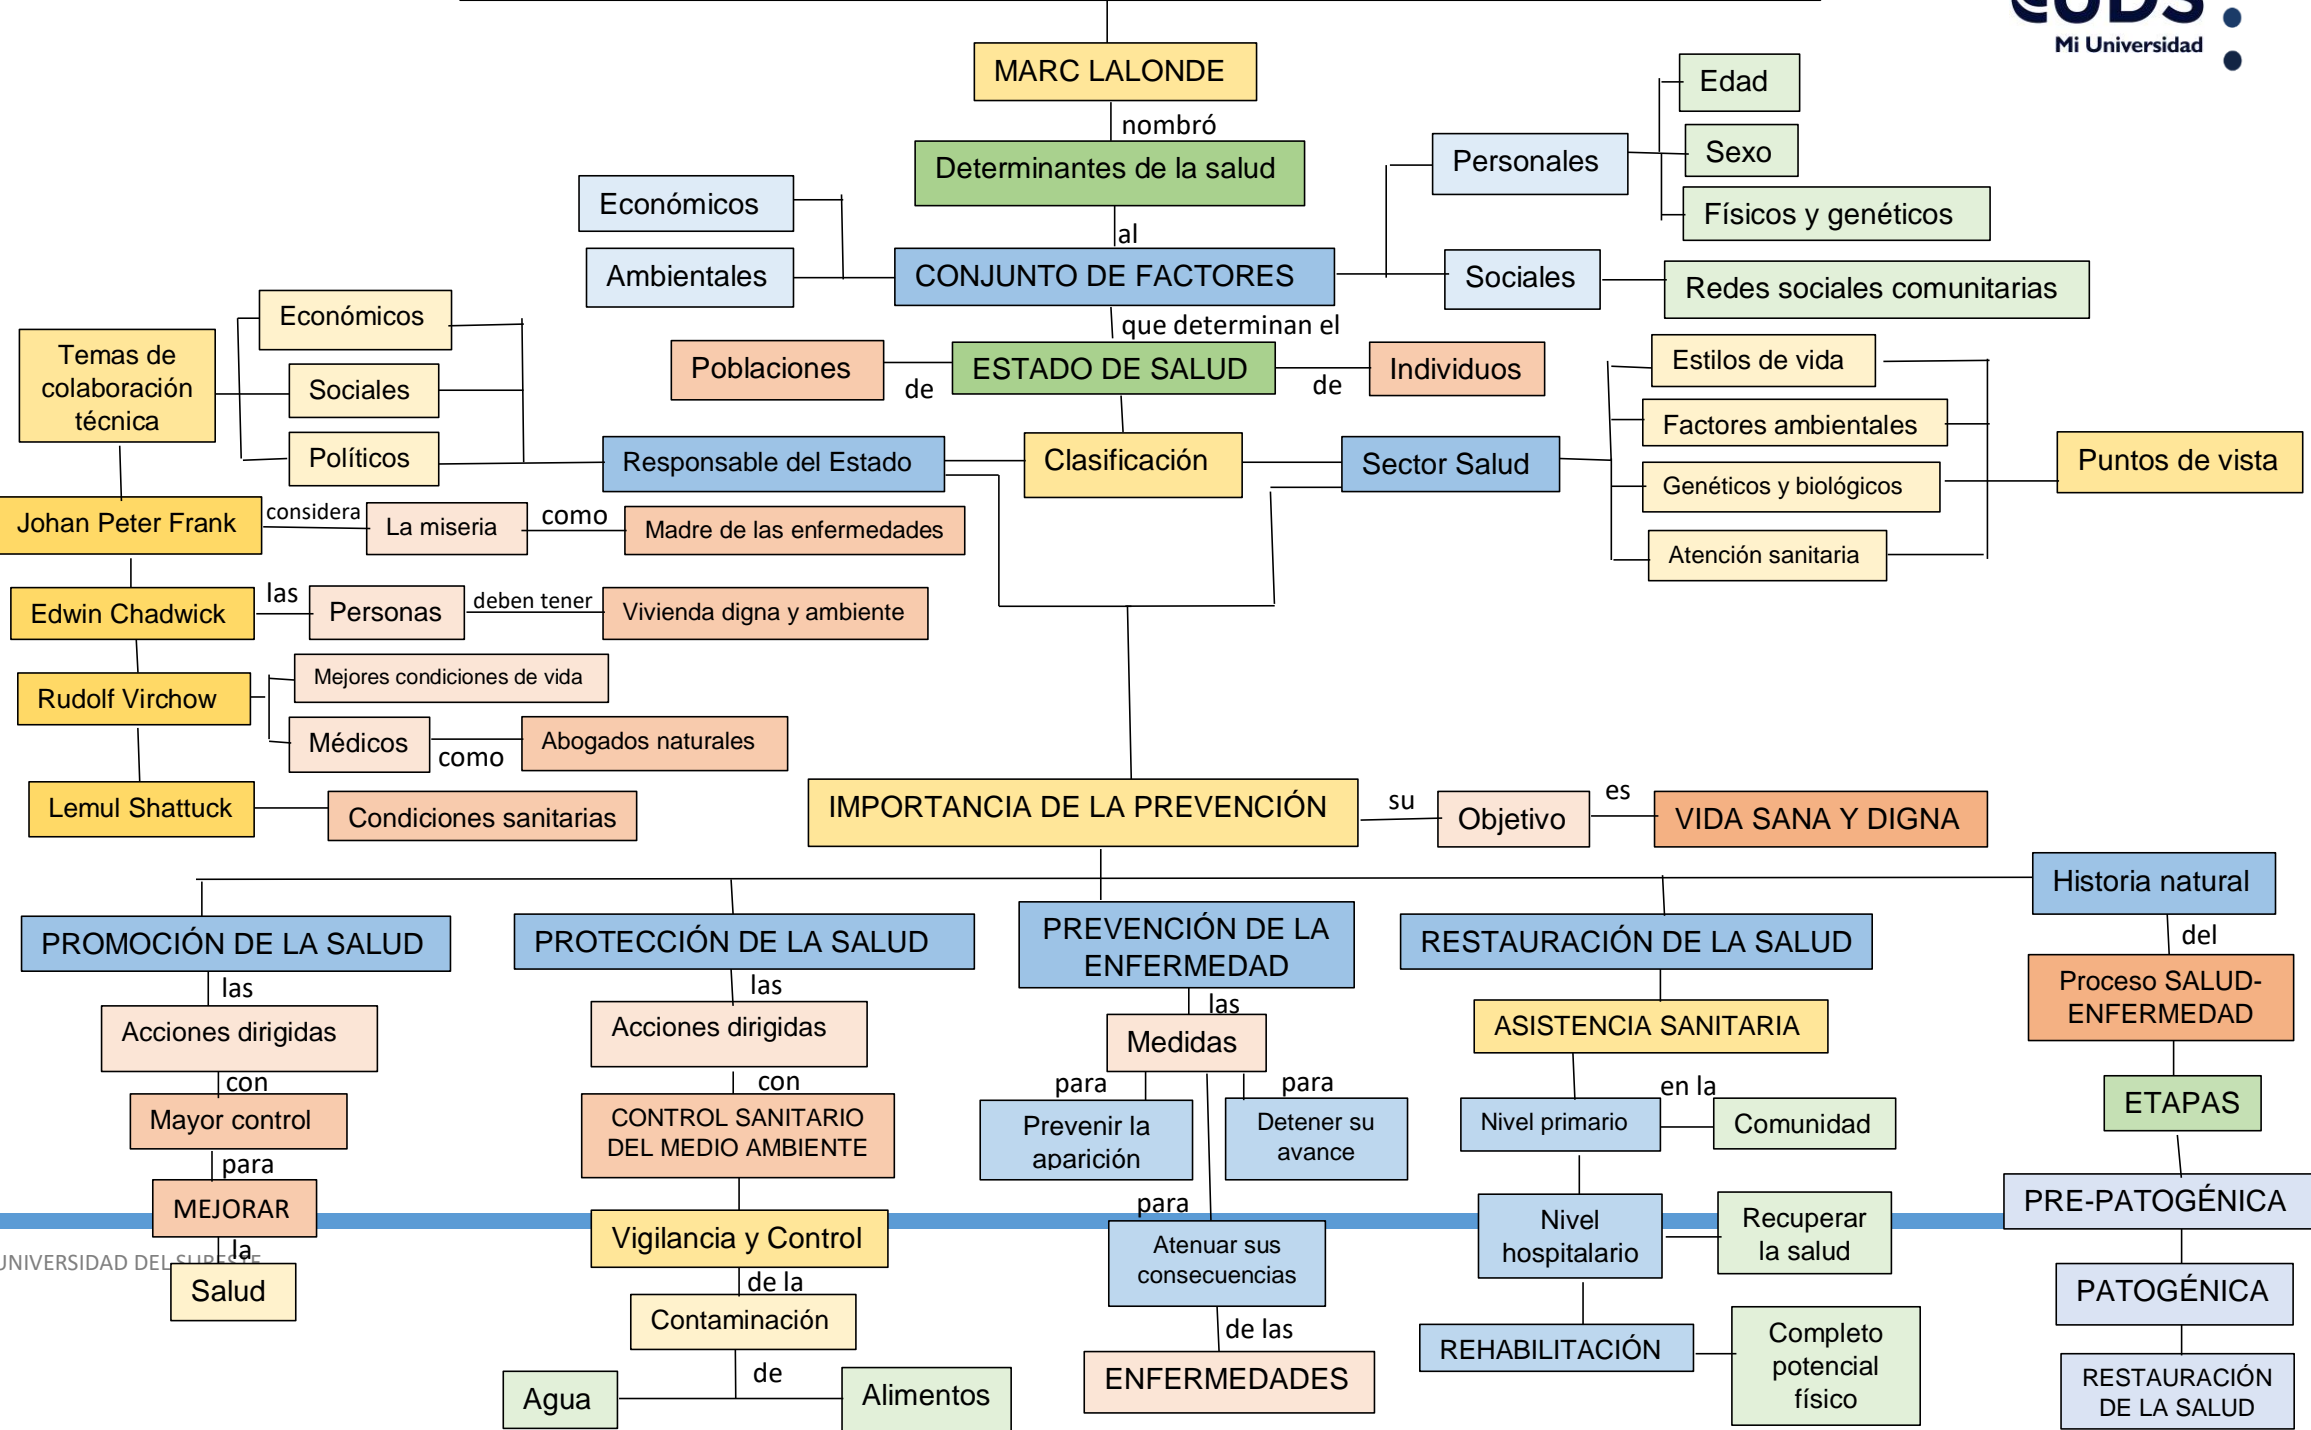 Mi Universidad
MARC LALONDE
nombró
Determinantes de la salud
al
CONJUNTO DE FACTORES
Económicos
Ambientales
Personales
Edad
Sexo
Físicos y genéticos
Sociales
Redes sociales comunitarias
que determinan el
ESTADO DE SALUD
de
Poblaciones
de
Individuos
Clasificación
Responsable del Estado
Económicos
Sociales
Políticos
Temas de
colaboración
técnica
Sector Salud
Estilos de vida
Factores ambientales
Genéticos y biológicos
Atención sanitaria
Puntos de vista
Johan Peter Frank
considera
La miseria
como
Madre de las enfermedades
Edwin Chadwick
las
Personas
deben tener
Vivienda digna y ambiente
Rudolf Virchow
Mejores condiciones de vida
Médicos
como
Abogados naturales
Lemul Shattuck
Condiciones sanitarias
IMPORTANCIA DE LA PREVENCIÓN
su
Objetivo
es
VIDA SANA Y DIGNA
PROMOCIÓN DE LA SALUD
las
Acciones dirigidas
con
Mayor control
para
MEJORAR
la
Salud
PROTECCIÓN DE LA SALUD
las
Acciones dirigidas
con
CONTROL SANITARIO
DEL MEDIO AMBIENTE
Vigilancia y Control
de la
Contaminación
de
Agua
Alimentos
PREVENCIÓN DE LA
ENFERMEDAD
las
Medidas
para
Prevenir la
aparición
para
Detener su
avance
para
Atenuar sus
consecuencias
de las
ENFERMEDADES
RESTAURACIÓN DE LA SALUD
ASISTENCIA SANITARIA
Nivel primario
en la
Comunidad
Nivel
hospitalario
Recuperar
la salud
REHABILITACIÓN
Completo
potencial
físico
Historia natural
del
Proceso SALUD-
ENFERMEDAD
ETAPAS
PRE-PATOGÉNICA
PATOGÉNICA
RESTAURACIÓN
DE LA SALUD
UNIVERSIDAD DEL SURESTE